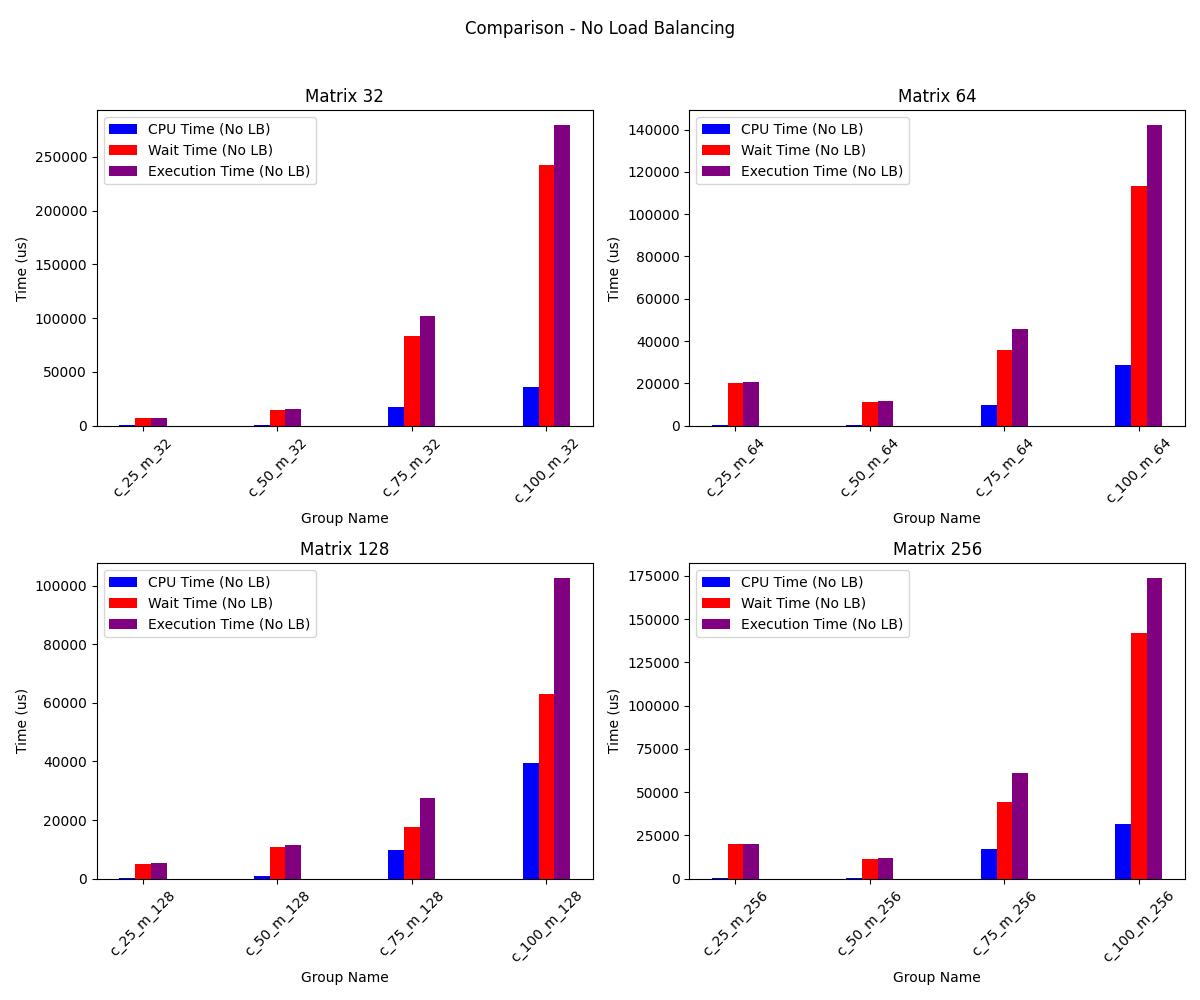 Comparison - No Load Balancing
Matrix 32
CPU Time (No LB)
Wait Time (No LB)
Execution Time (No LB)
250000
200000
150000
100000
50000
0
Time (us)
c_25_m_32
c_50_m_32
c_75_m_32
c_100_m_32
Group Name
Matrix 64
CPU Time (No LB)
Wait Time (No LB)
Execution Time (No LB)
140000
120000
100000
80000
60000
40000
20000
0
Time (us)
c_25_m_64
c_50_m_64
c_75_m_64
c_100_m_64
Group Name
Matrix 128
CPU Time (No LB)
Wait Time (No LB)
Execution Time (No LB)
100000
80000
60000
40000
20000
0
Time (us)
c_25_m_128
c_50_m_128
c_75_m_128
c_100_m_128
Group Name
Matrix 256
CPU Time (No LB)
Wait Time (No LB)
Execution Time (No LB)
175000
150000
125000
100000
75000
50000
25000
0
Time (us)
c_25_m_256
c_50_m_256
c_75_m_256
c_100_m_256
Group Name